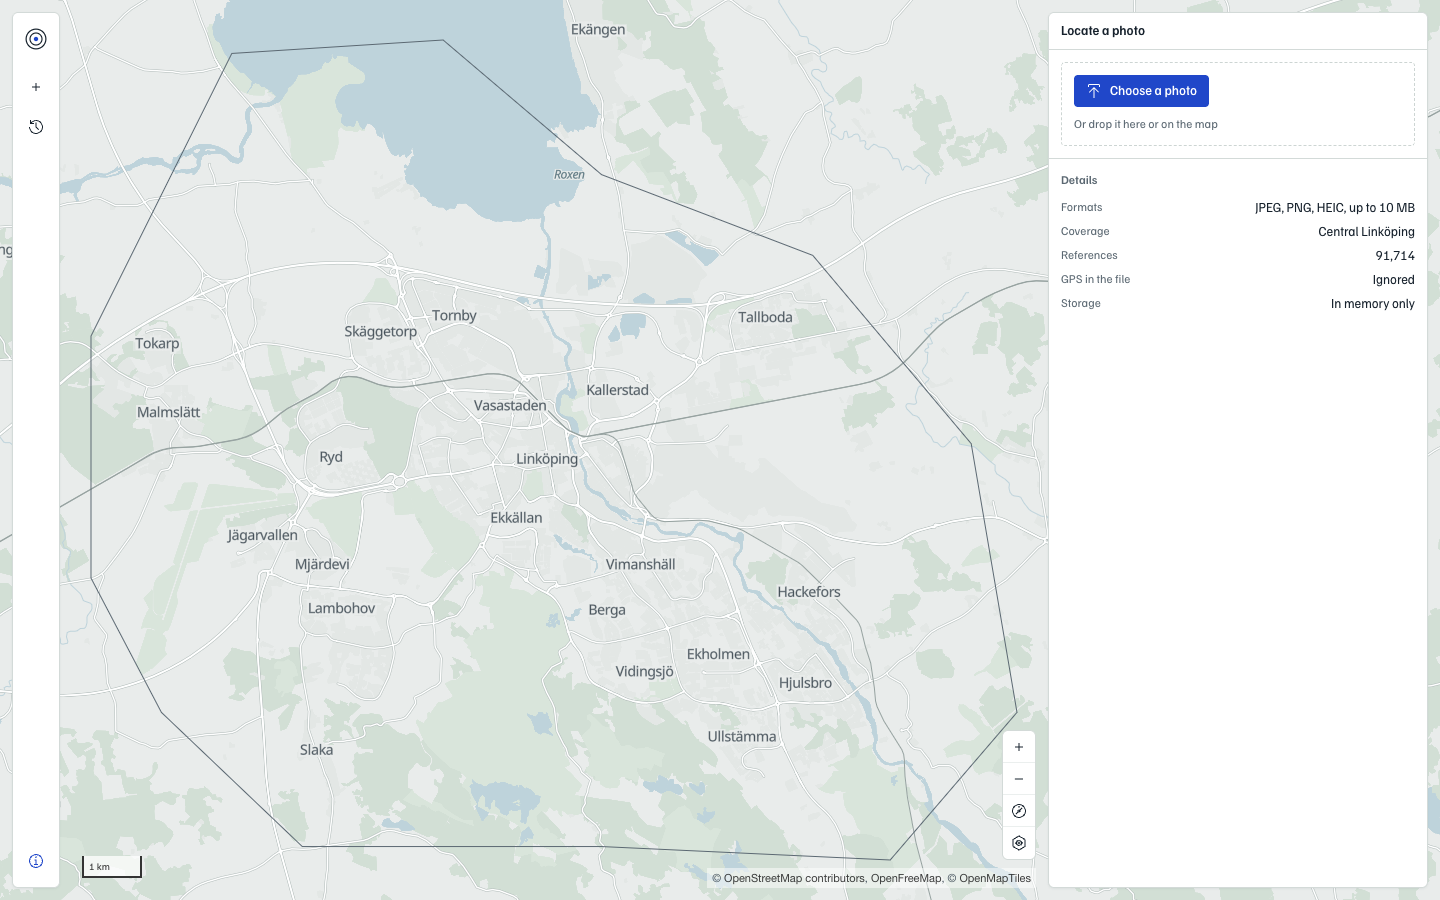 Ekängen
Roxen
Tornby
Skäggetorp
Tallboda
Tokarp
Kallerstad
Vasastaden
Malmslätt
Ryd
Linköping
Ekkällan
Jägarvallen
Mjärdevi
Vimanshäll
Hackefors
Lambohov
Berga
Ekholmen
Vidingsjö
Hjulsbro
Ullstämma
Slaka
1 km
© OpenStreetMap contributors, OpenFreeMap, © OpenMapTiles
Locate a photo
Choose a photo
Or drop it here or on the map
Details
Formats JPEG, PNG, HEIC, up to 10 MB
Coverage Central Linköping
References 91,714
GPS in the file Ignored
Storage In memory only